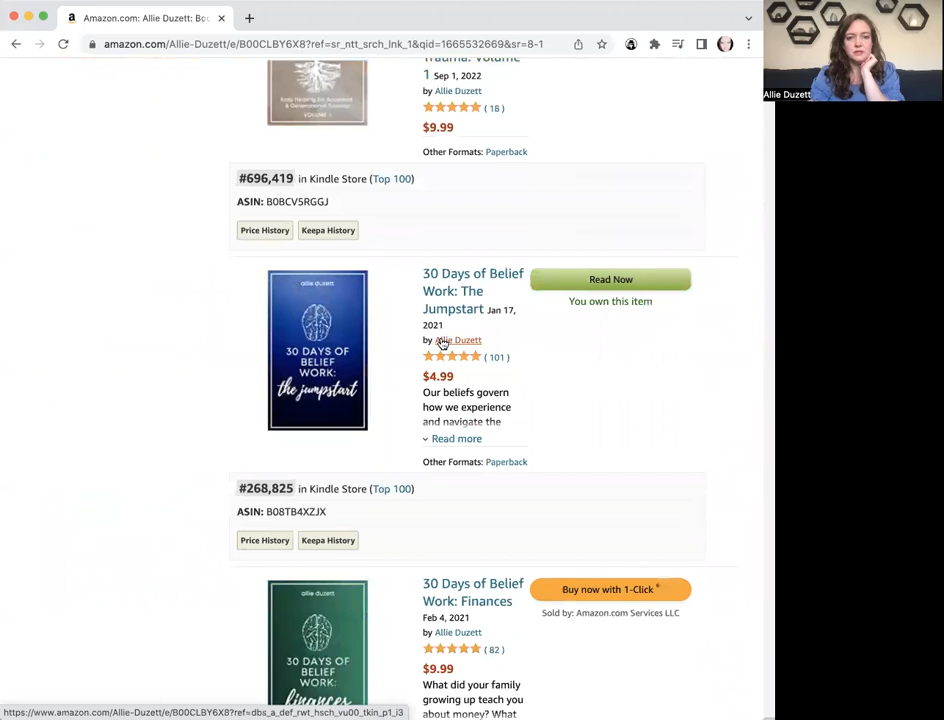 Amazon.com: Allie Duzett: Bo
amazon.com/Allie-Duzett/e/B00CLBY6X8?ref=sr_ntt_srch_lnk_1&qid=1665532669&sr=8-1
Allie Duzett
Trauma: Volume
1 Sep 1, 2022
by Allie Duzett
(18)
$9.99
Other Formats: Paperback
VOLUME 1
#696,419 in Kindle Store (Top 100)
ASIN: B0BCV5RGGJ
Price History Keepa History
allie duzett
30 DAYS OF
BELIEF
WORK:
the jumpstart
30 Days of Belief
Work: The
Jumpstart Jan 17,
2021
by Allie Duzett
(101)
$4.99
Our beliefs govern
how we experience
and navigate the
Read more
Other Formats: Paperback
Read Now
You own this item
#268,825 in Kindle Store (Top 100)
ASIN: B08TB4XZJX
Price History Keepa History
allie duzett
30 DAYS OF
BELIEF
WORK:
finances
30 Days of Belief
Work: Finances
Feb 4, 2021
by Allie Duzett
(82)
$9.99
What did your family
growing up teach you
about money? What
Buy now with 1-Click ®
Sold by: Amazon.com Services LLC
https://www.amazon.com/Allie-Duzett/e/B00CLBY6X8?ref=dbs_a_def_rwt_hsch_vu00_tkin_p1_i3